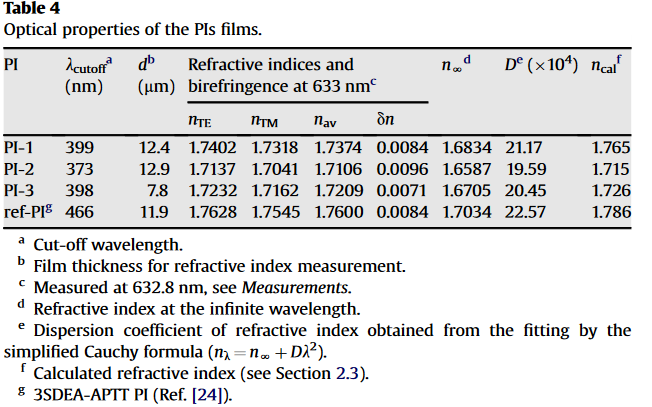 Table 4
Optical properties of the PIs films.
PI λcutoffᵃ dᵇ Refractive indices and n∞ᵈ Dᵉ (×10⁴) ncalᶠ
(nm) (μm) birefringence at 633 nmᶜ
nTE nTM nav δn
PI-1 399 12.4 1.7402 1.7318 1.7374 0.0084 1.6834 21.17 1.765
PI-2 373 12.9 1.7137 1.7041 1.7106 0.0096 1.6587 19.59 1.715
PI-3 398 7.8 1.7232 1.7162 1.7209 0.0071 1.6705 20.45 1.726
ref-PIᵍ 466 11.9 1.7628 1.7545 1.7600 0.0084 1.7034 22.57 1.786
ᵃ Cut-off wavelength.
ᵇ Film thickness for refractive index measurement.
ᶜ Measured at 632.8 nm, see Measurements.
ᵈ Refractive index at the infinite wavelength.
ᵉ Dispersion coefficient of refractive index obtained from the fitting by the
simplified Cauchy formula (nλ = n∞ + Dλ²).
ᶠ Calculated refractive index (see Section 2.3).
ᵍ 3SDEA-APTT PI (Ref. [24]).